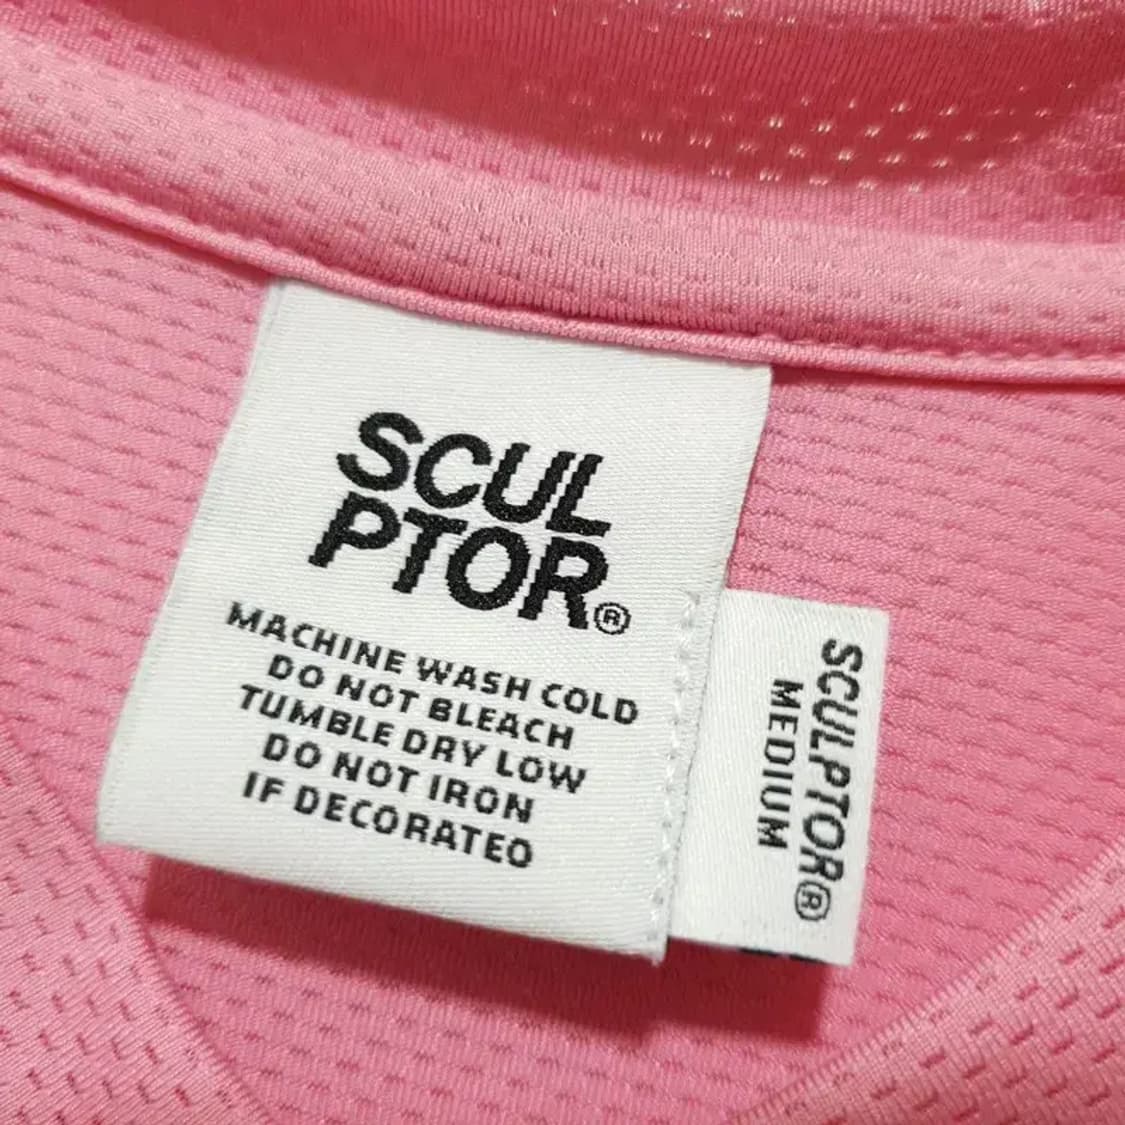 SCUL
PTOR®
MACHINE WASH COLD
DO NOT BLEACH
TUMBLE DRY LOW
DO NOT IRON
IF DECORATED
SCULPTOR®
MEDIUM